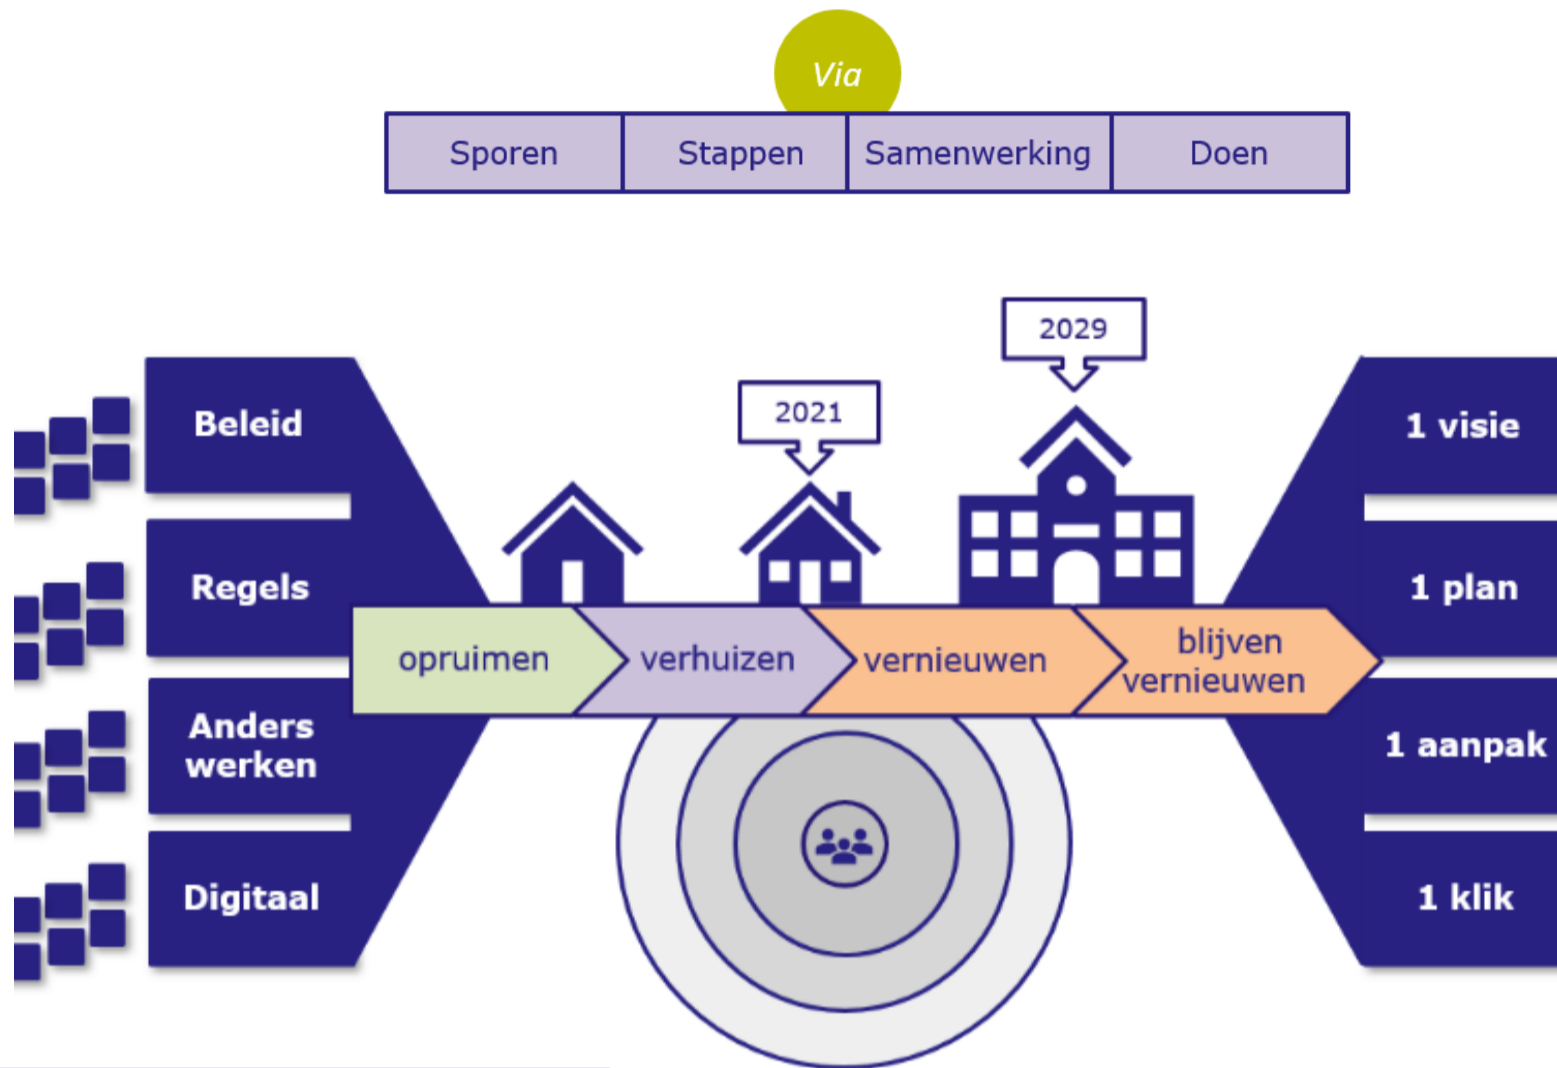 Via
Sporen
Stappen
Samenwerking
Doen
2029
2021
Beleid
Regels
Anders
werken
Digitaal
opruimen
verhuizen
vernieuwen
blijven
vernieuwen
1 visie
1 plan
1 aanpak
1 klik